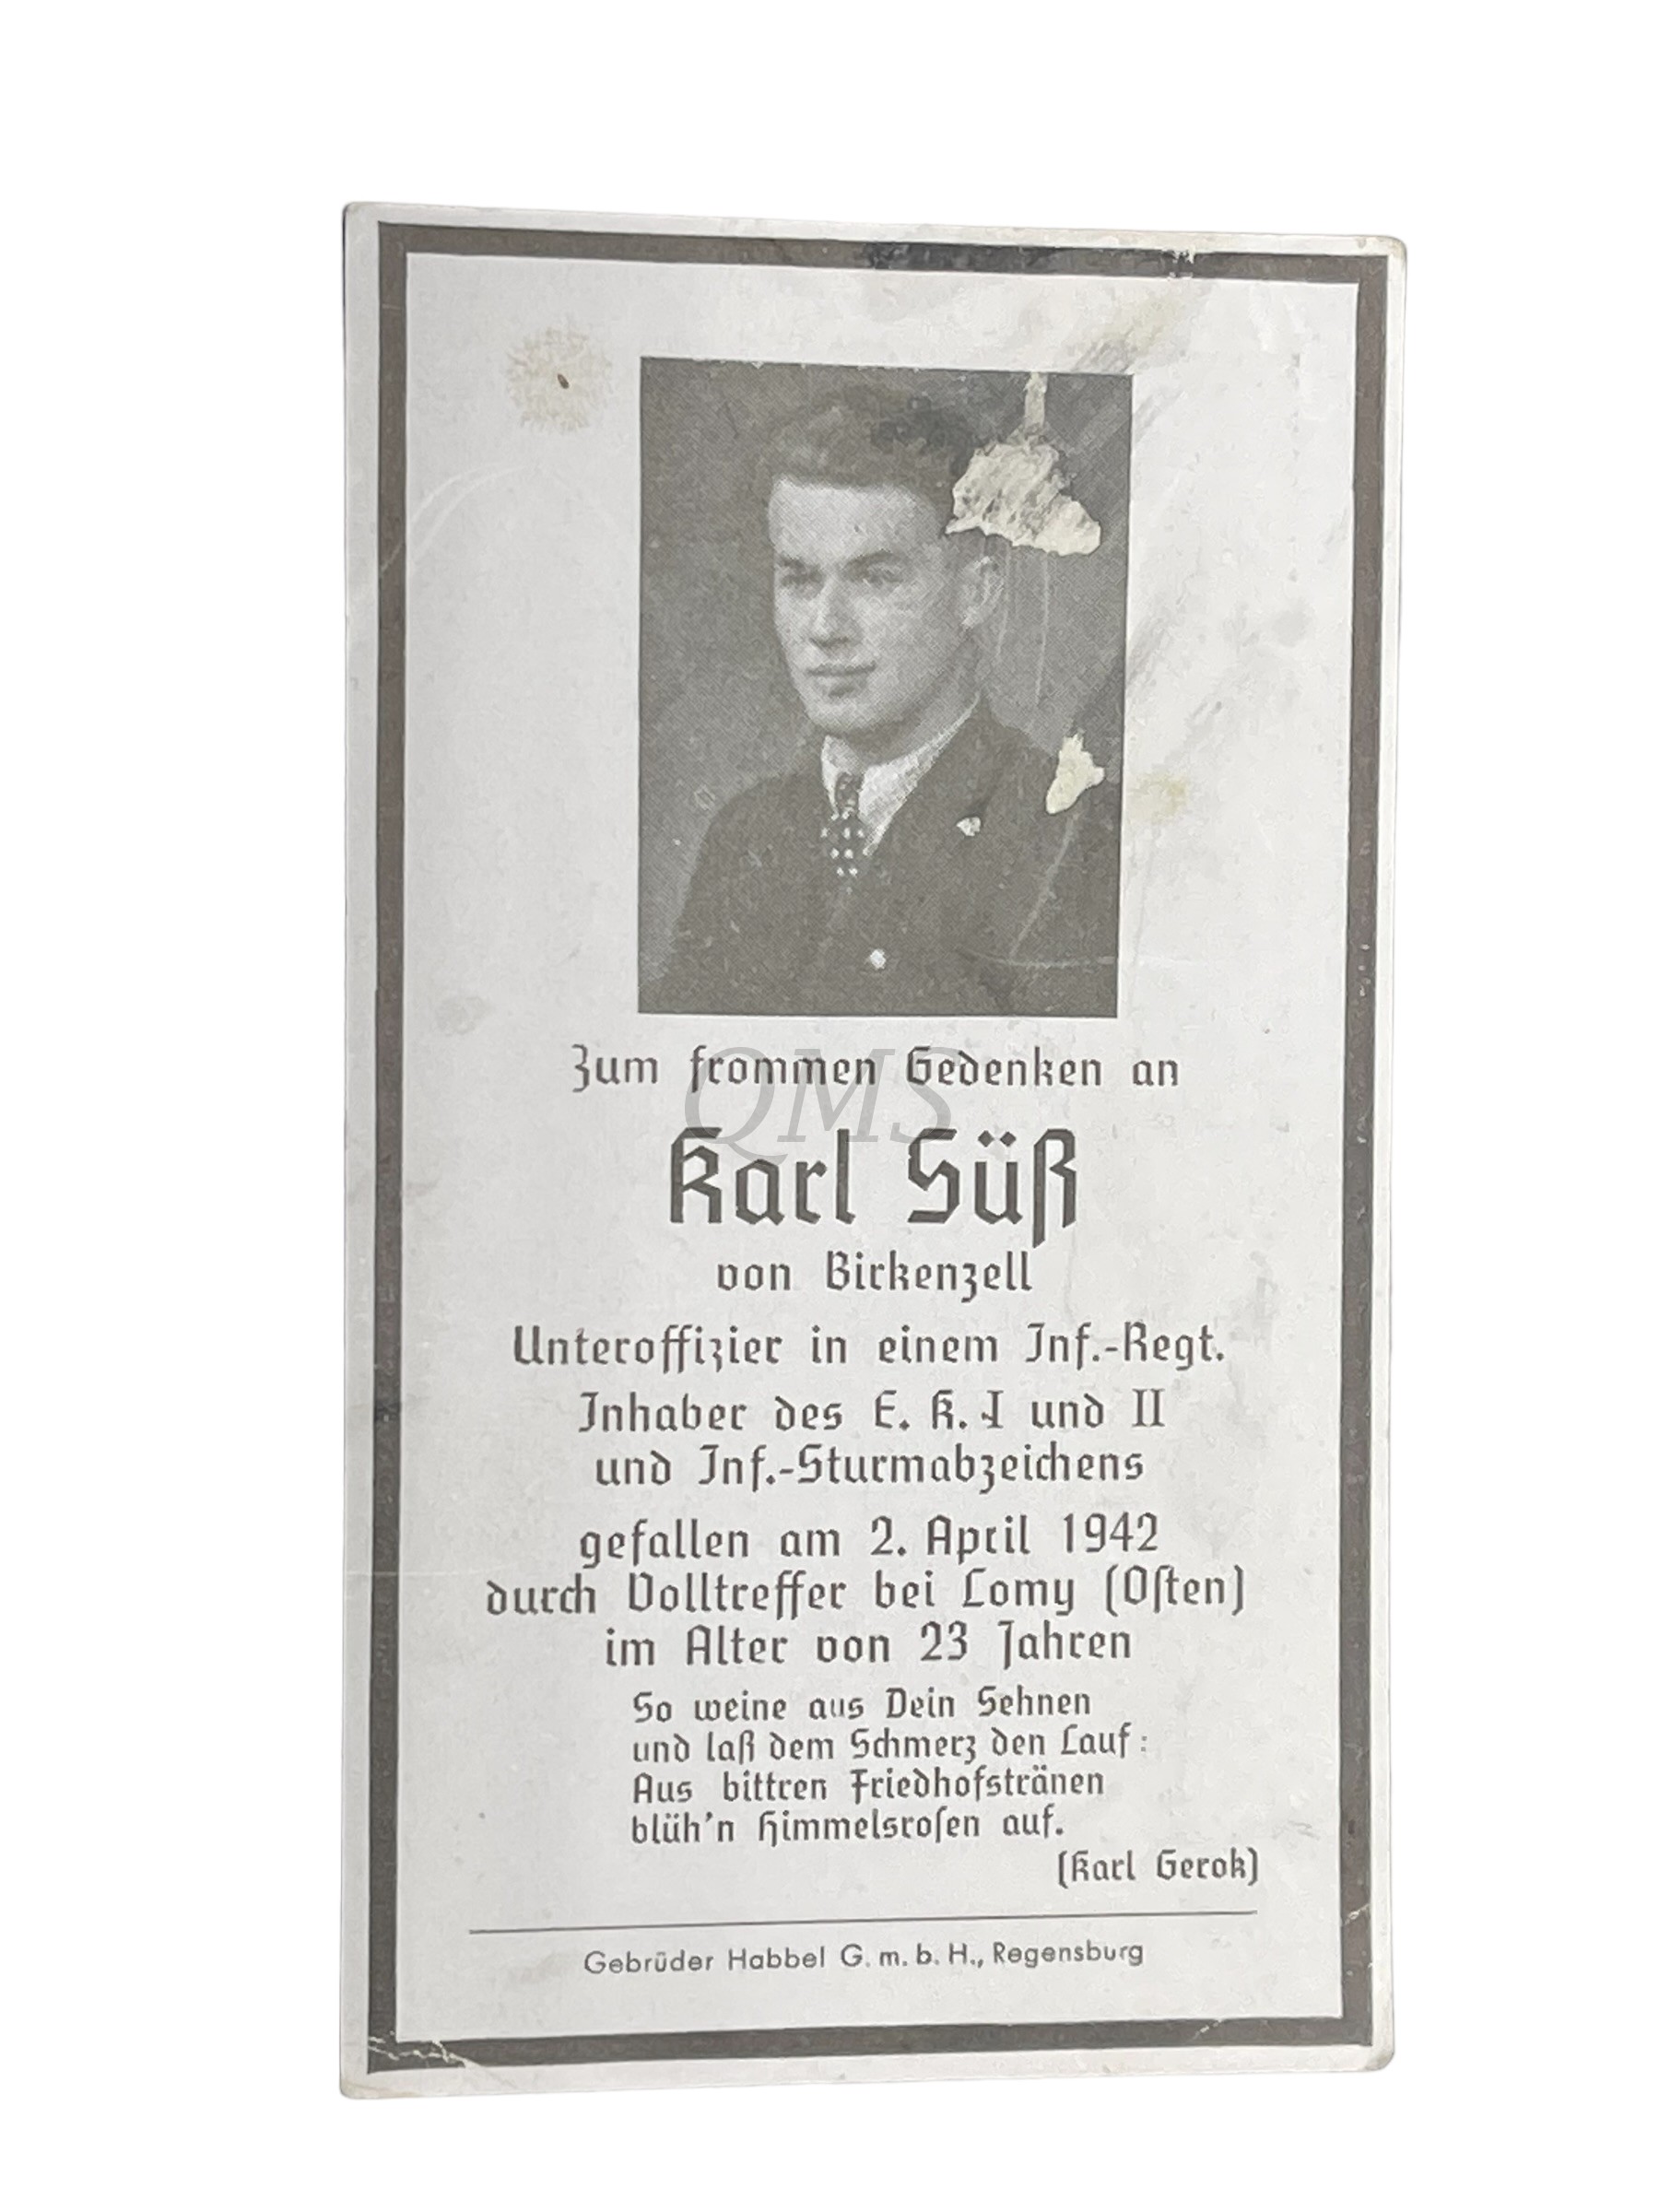 Zum frommen Gedenken an
QMS
Karl Süß
von Birkenzell
Unteroffizier in einem Inf.-Regt.
Inhaber des E. K. I und II
und Inf.-Sturmabzeichens
gefallen am 2. April 1942
durch Volltreffer bei Lomy (Oſten)
im Alter von 23 Jahren
So weine aus Dein Sehnen
und laß dem Schmerz den Lauf:
Aus bittren Friedhofstränen
blüh'n Himmelsroſen auf.
(Karl Gerok)
Gebrüder Habbel G. m. b. H., Regensburg